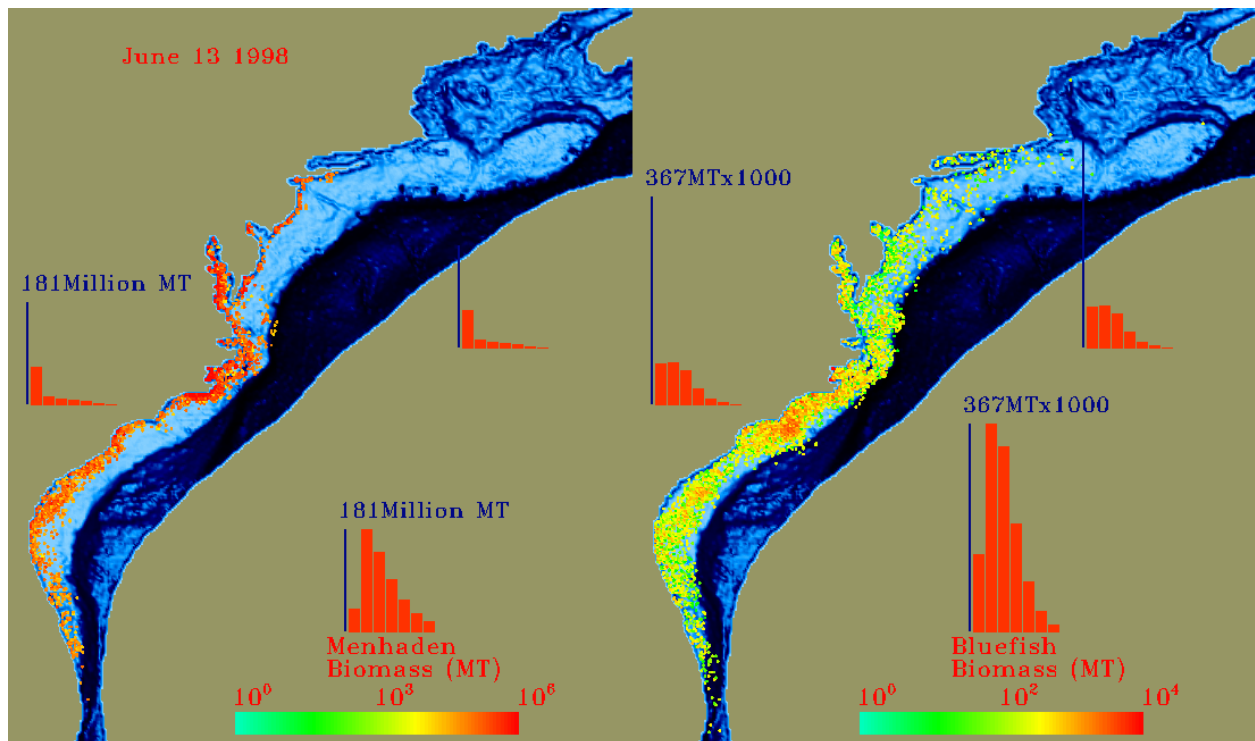 June 13 1998
367MTx1000
181Million MT
367MTx1000
181Million MT
Menhaden
Biomass (MT)
10⁰ 10³ 10⁶
Bluefish
Biomass (MT)
10⁰ 10² 10⁴